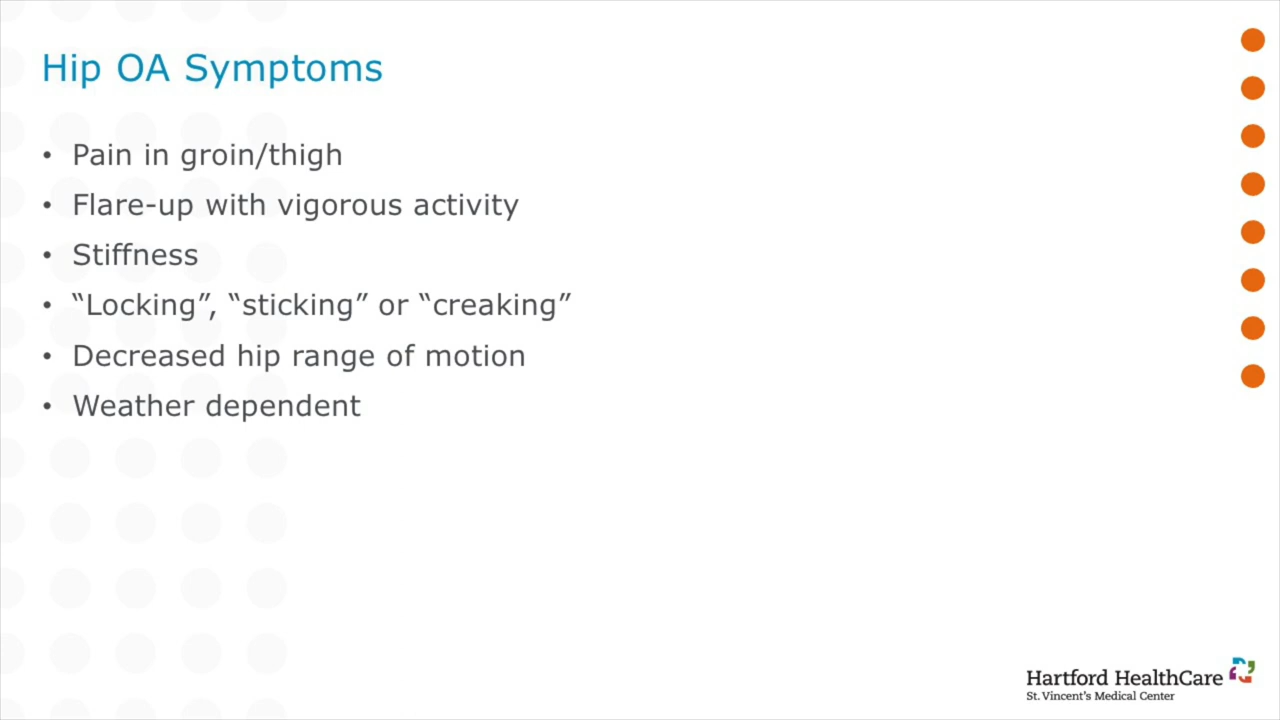 Hip OA Symptoms
• Pain in groin/thigh
• Flare-up with vigorous activity
• Stiffness
• “Locking”, “sticking” or “creaking”
• Decreased hip range of motion
• Weather dependent
Hartford HealthCare
St. Vincent’s Medical Center